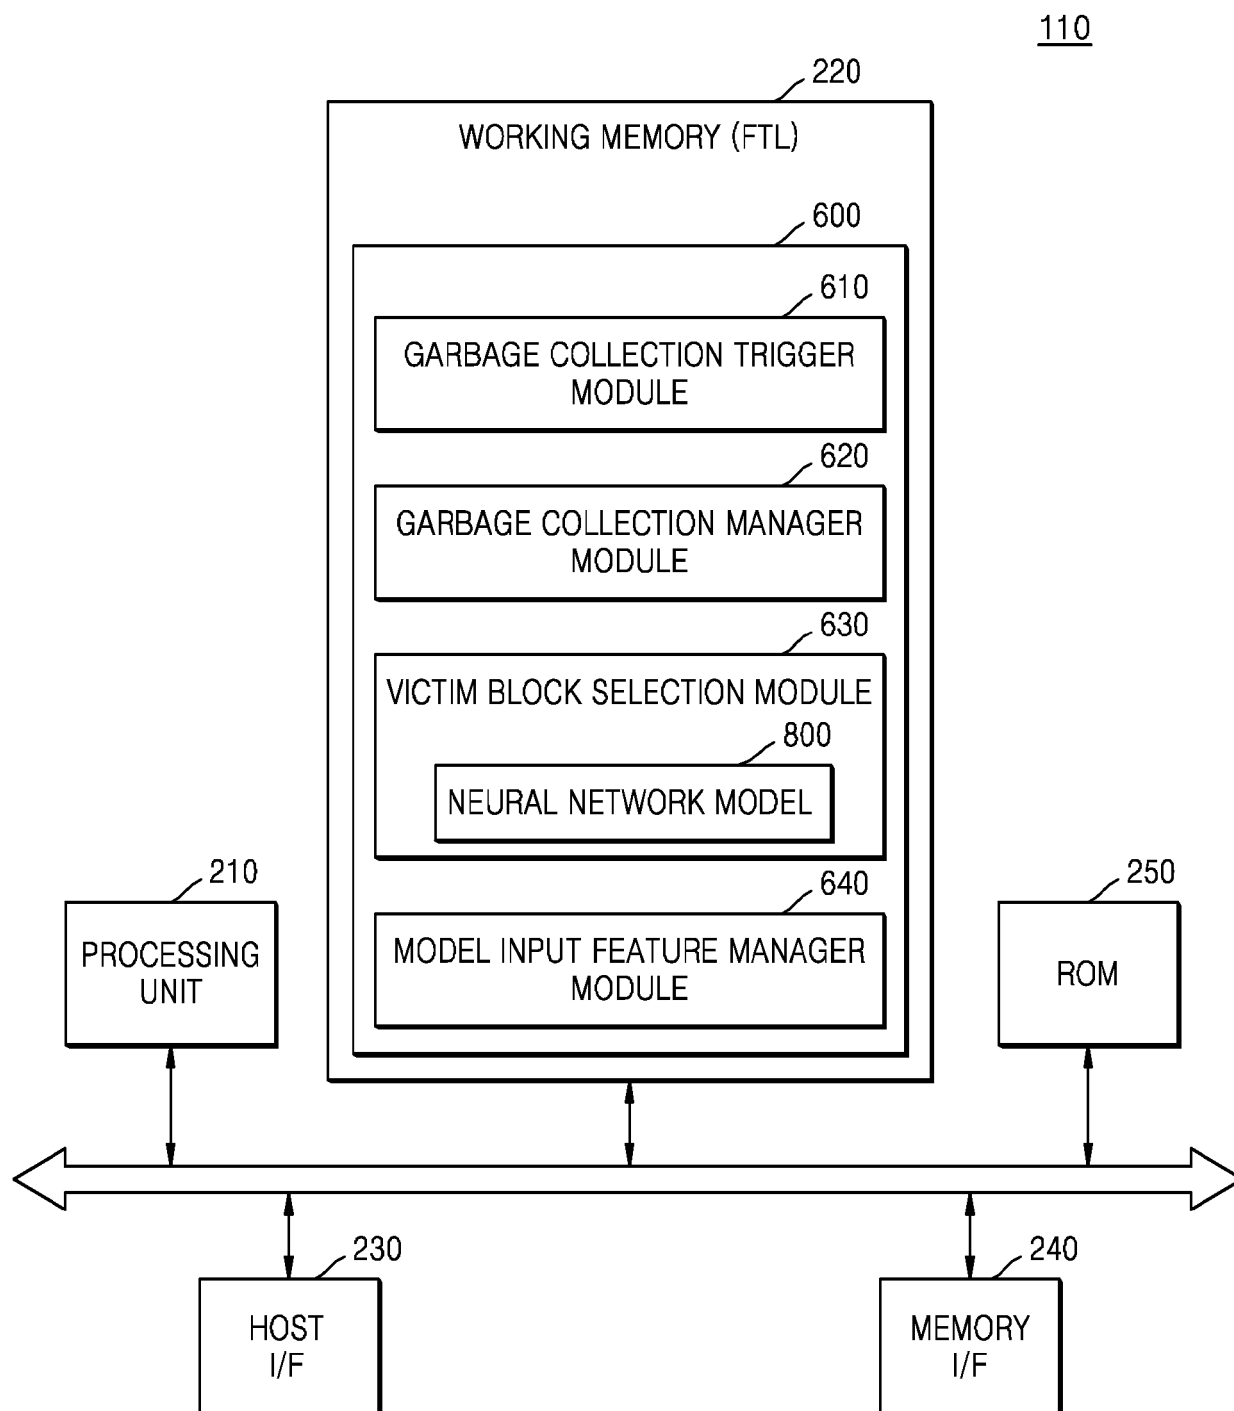 110
220
WORKING MEMORY (FTL)
600
610
GARBAGE COLLECTION TRIGGER
MODULE
620
GARBAGE COLLECTION MANAGER
MODULE
630
VICTIM BLOCK SELECTION MODULE
800
NEURAL NETWORK MODEL
640
MODEL INPUT FEATURE MANAGER
MODULE
210
PROCESSING
UNIT
250
ROM
230
HOST
I/F
240
MEMORY
I/F